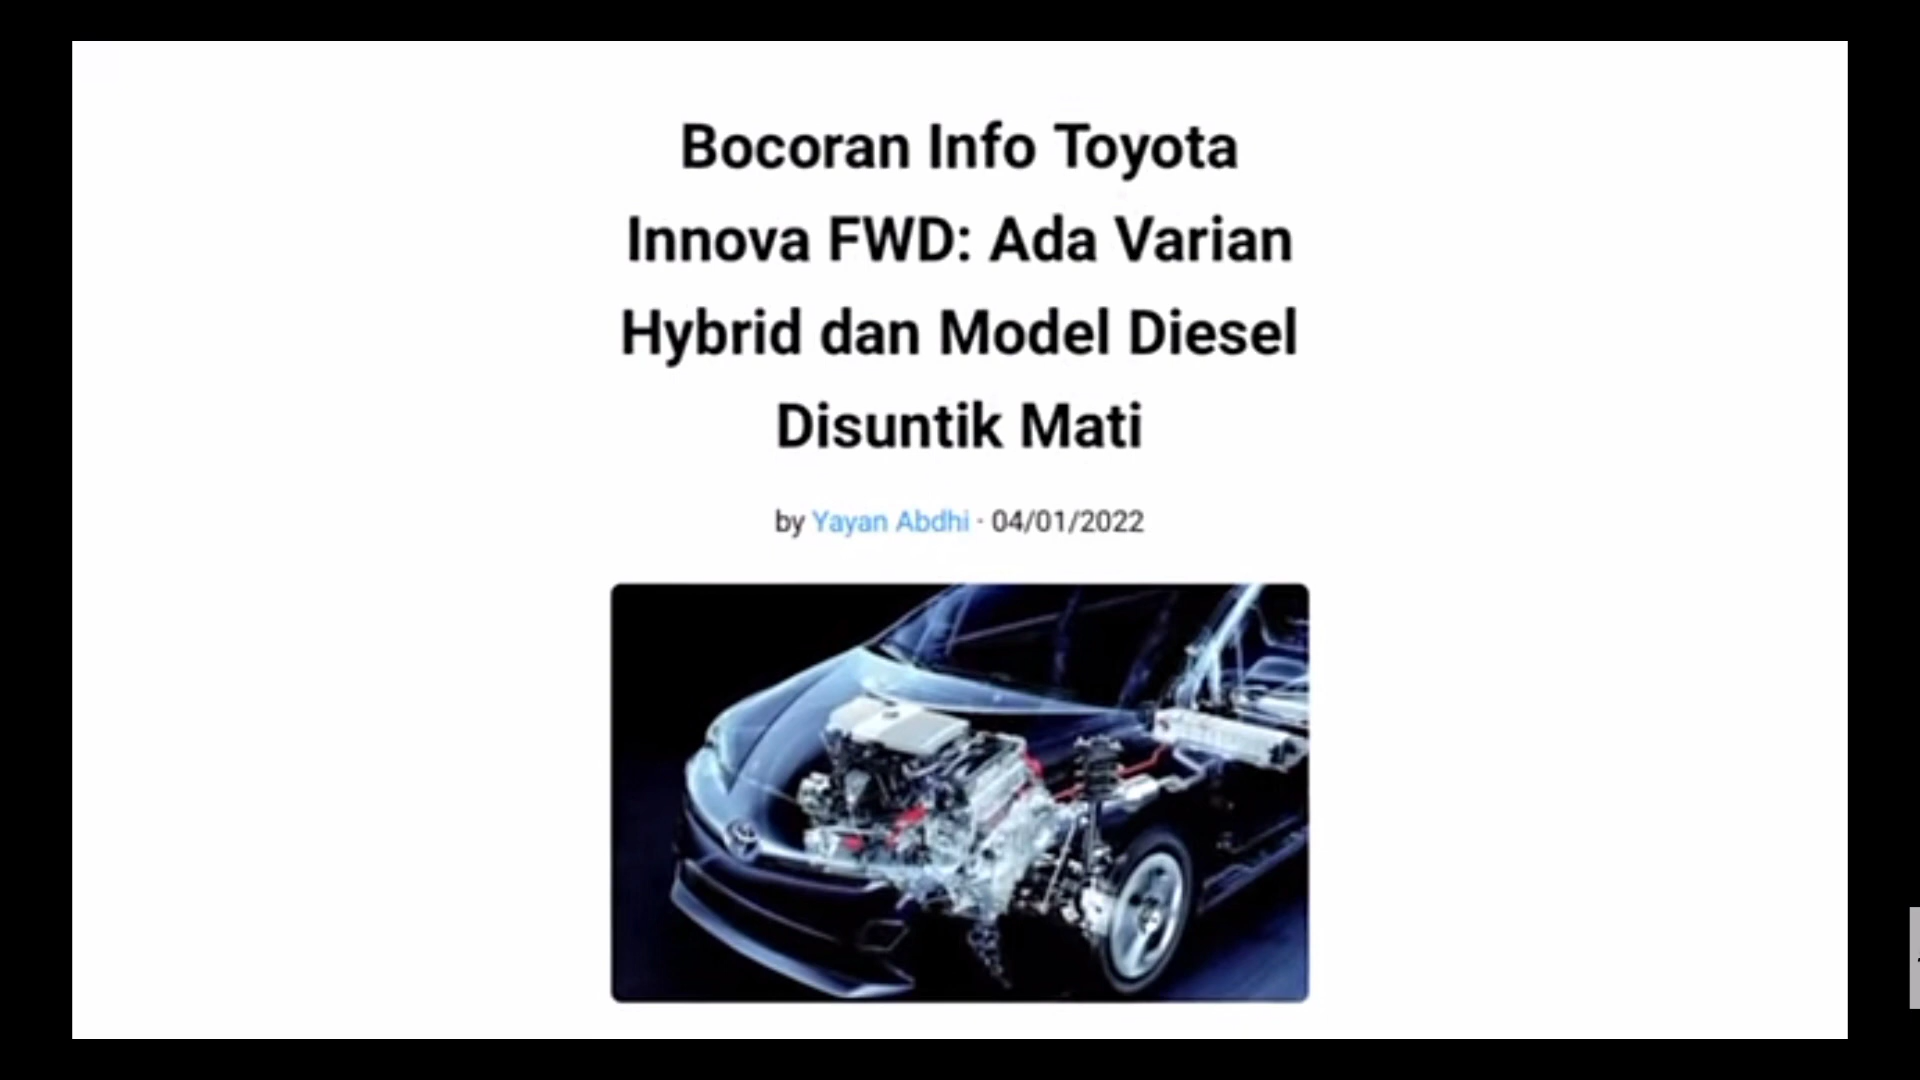 Bocoran Info Toyota
Innova FWD: Ada Varian
Hybrid dan Model Diesel
Disuntik Mati
by Yayan Abdhi · 04/01/2022